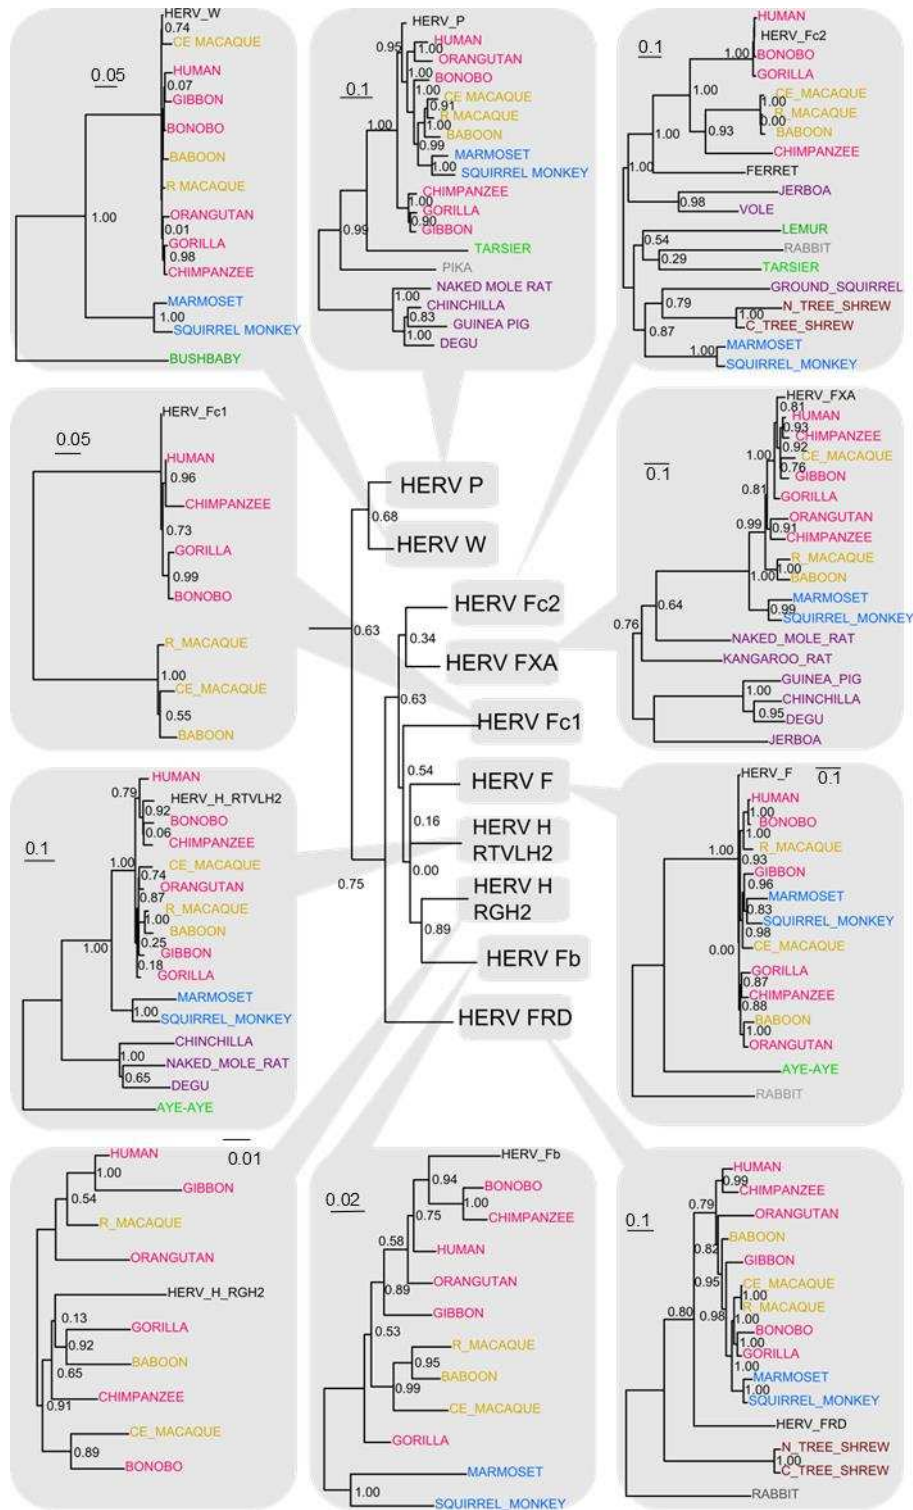 HERV_W
0.74
CE MACAQUE
0.05
HUMAN
0.07
GIBBON
BONOBO
BABOON
R MACAQUE
ORANGUTAN
1.00
0.01
GORILLA
0.98
CHIMPANZEE
MARMOSET
1.00
SQUIRREL MONKEY
BUSHBABY
HERV_P
0.95
HUMAN
1.00
ORANGUTAN
0.1
1.00
BONOBO
1.00
CE MACAQUE
0.91
R MACAQUE
1.00
1.00
BABOON
0.99
MARMOSET
1.00
SQUIRREL MONKEY
CHIMPANZEE
1.00
GORILLA
0.90
GIBBON
0.99
TARSIER
PIKA
NAKED MOLE RAT
1.00
CHINCHILLA
0.83
GUINEA PIG
1.00
DEGU
HUMAN
0.1
HERV_Fc2
1.00
BONOBO
GORILLA
1.00
CE_MACAQUE
1.00
R_MACAQUE
0.00
BABOON
1.00
0.93
CHIMPANZEE
1.00
FERRET
JERBOA
0.98
VOLE
LEMUR
0.54
RABBIT
0.29
TARSIER
GROUND_SQUIRREL
0.79
N_TREE_SHREW
1.00
C_TREE_SHREW
0.87
MARMOSET
1.00
SQUIRREL_MONKEY
HERV_Fc1
0.05
HUMAN
0.96
CHIMPANZEE
0.73
GORILLA
0.99
BONOBO
R_MACAQUE
1.00
CE_MACAQUE
0.55
BABOON
HERV P
0.68
HERV W
HERV Fc2
0.63
0.34
HERV FXA
0.63
HERV Fc1
0.54
HERV F
0.16
HERV H
RTVLH2
0.00
0.75
HERV H
RGH2
0.89
HERV Fb
HERV FRD
HERV_FXA
0.81
HUMAN
0.93
CHIMPANZEE
0.92
1.00
CE_MACAQUE
0.1
0.76
GIBBON
0.81
GORILLA
ORANGUTAN
0.99
0.91
CHIMPANZEE
R_MACAQUE
1.00
1.00
BABOON
MARMOSET
0.64
0.99
SQUIRREL_MONKEY
0.76
NAKED_MOLE_RAT
KANGAROO_RAT
GUINEA_PIG
1.00
CHINCHILLA
0.95
DEGU
JERBOA
HUMAN
0.79
HERV_H_RTVLH2
0.92
BONOBO
0.06
CHIMPANZEE
0.1
1.00
CE_MACAQUE
0.74
ORANGUTAN
0.87
R_MACAQUE
1.00
BABOON
1.00
0.25
GIBBON
0.18
GORILLA
MARMOSET
1.00
SQUIRREL_MONKEY
CHINCHILLA
1.00
NAKED_MOLE_RAT
0.65
DEGU
AYE-AYE
HERV_F
0.1
HUMAN
1.00
BONOBO
1.00
1.00
R_MACAQUE
0.93
GIBBON
0.96
MARMOSET
0.83
SQUIRREL_MONKEY
0.98
0.00
CE_MACAQUE
GORILLA
0.87
CHIMPANZEE
0.88
BABOON
1.00
ORANGUTAN
AYE-AYE
RABBIT
0.01
HUMAN
1.00
GIBBON
0.54
R_MACAQUE
ORANGUTAN
HERV_H_RGH2
0.13
GORILLA
0.92
BABOON
0.65
CHIMPANZEE
0.91
CE_MACAQUE
0.89
BONOBO
HERV_Fb
0.02
0.94
BONOBO
1.00
0.75
CHIMPANZEE
0.58
HUMAN
ORANGUTAN
0.89
GIBBON
0.53
R_MACAQUE
0.95
BABOON
0.99
CE_MACAQUE
GORILLA
MARMOSET
1.00
SQUIRREL_MONKEY
HUMAN
0.99
CHIMPANZEE
0.79
ORANGUTAN
0.1
BABOON
0.82
GIBBON
0.95
CE_MACAQUE
1.00
R_MACAQUE
0.80
0.98
1.00
BONOBO
1.00
GORILLA
1.00
MARMOSET
1.00
SQUIRREL_MONKEY
HERV_FRD
N_TREE_SHREW
1.00
C_TREE_SHREW
RABBIT